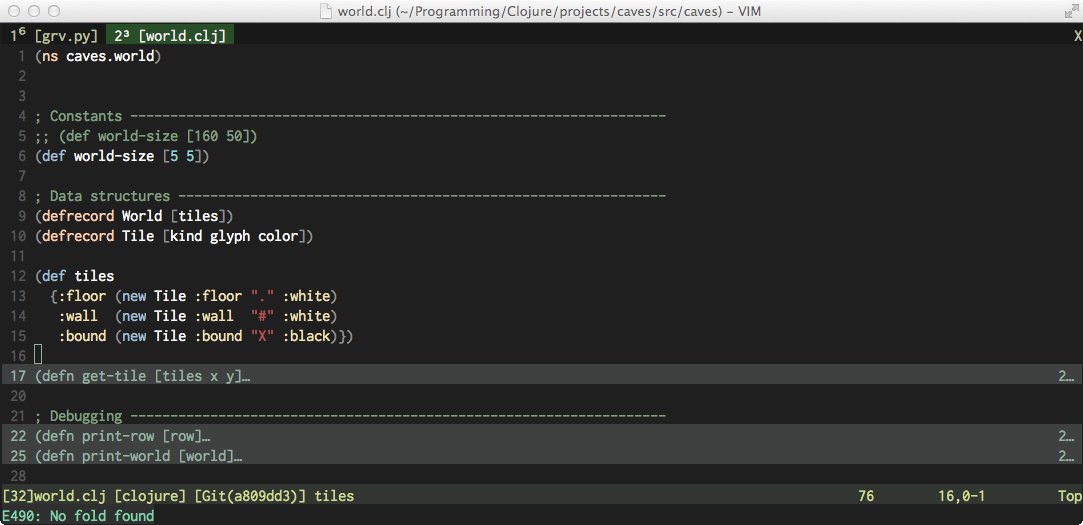 world.clj (~/Programming/Clojure/projects/caves/src/caves) – VIM
1⁶ [grv.py] 2³ [world.clj] X
1 (ns caves.world)
2
3
4 ; Constants -------------------------------------------------------------------
5 ;; (def world-size [160 50])
6 (def world-size [5 5])
7
8 ; Data structures -------------------------------------------------------------
9 (defrecord World [tiles])
10 (defrecord Tile [kind glyph color])
11
12 (def tiles
13   {:floor (new Tile :floor "." :white)
14    :wall  (new Tile :wall  "#" :white)
15    :bound (new Tile :bound "X" :black)})
16
17 (defn get-tile [tiles x y]… 2…
20
21 ; Debugging -------------------------------------------------------------------
22 (defn print-row [row]… 2…
25 (defn print-world [world]… 2…
28
[32]world.clj [clojure] [Git(a809dd3)] tiles 76 16,0-1 Top
E490: No fold found